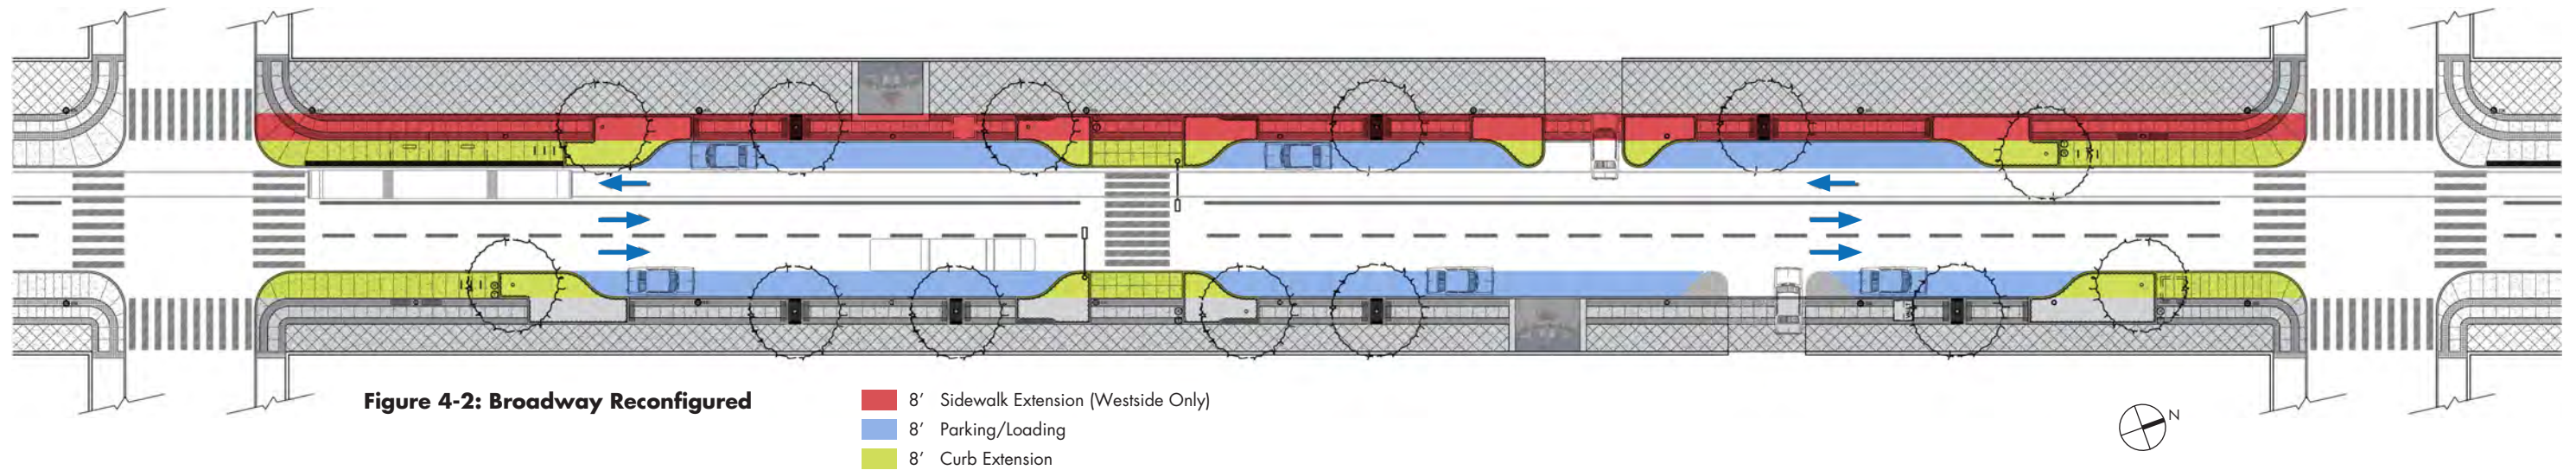 Figure 4-2: Broadway Reconfigured
8’ Sidewalk Extension (Westside Only)
8’ Parking/Loading
8’ Curb Extension
N